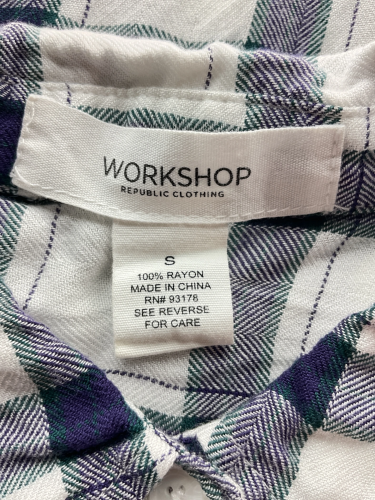 WORKSHOP
REPUBLIC CLOTHING
S
100% RAYON
MADE IN CHINA
RN# 93178
SEE REVERSE
FOR CARE